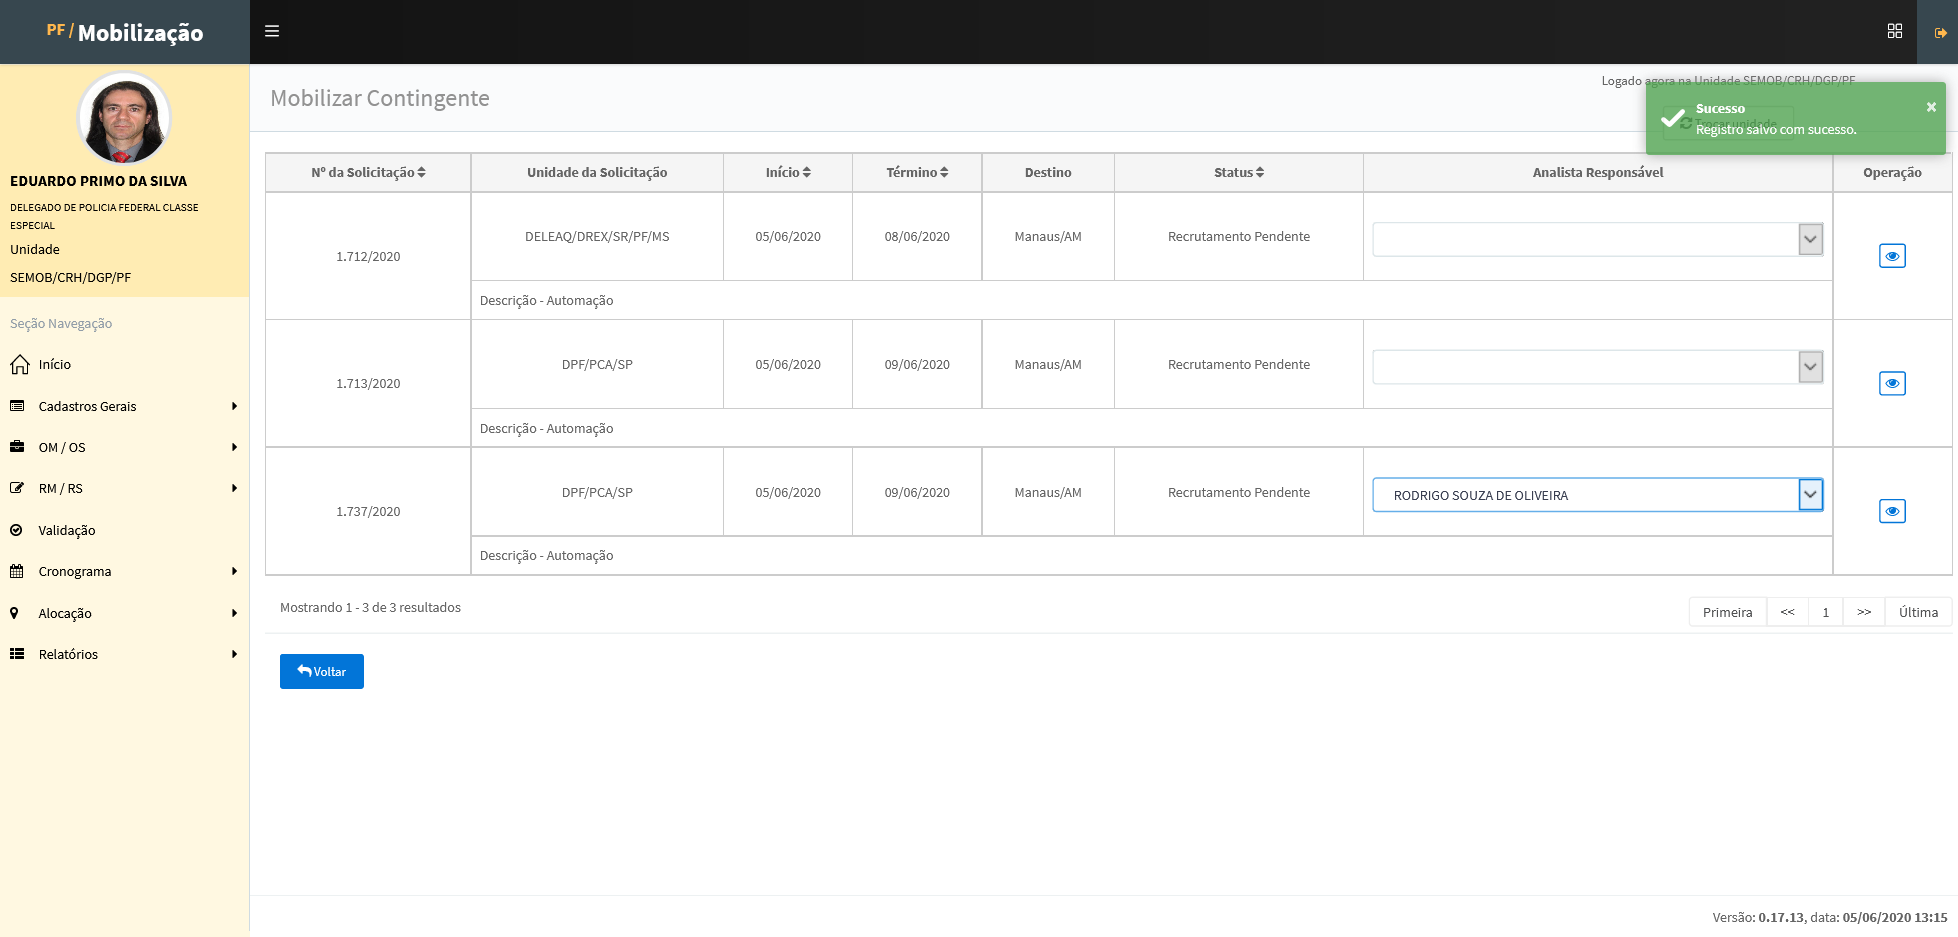 PF / Mobilização
EDUARDO PRIMO DA SILVA
DELEGADO DE POLICIA FEDERAL CLASSE
ESPECIAL
Unidade
SEMOB/CRH/DGP/PF
Seção Navegação
Início
Cadastros Gerais
OM / OS
RM / RS
Validação
Cronograma
Alocação
Relatórios
Logado agora na Unidade SEMOB/CRH/DGP/PF
Mobilizar Contingente
Trocar unidade
Sucesso
Registro salvo com sucesso.
×
Nº da Solicitação Unidade da Solicitação Início Término Destino Status Analista Responsável Operação
1.712/2020 DELEAQ/DREX/SR/PF/MS 05/06/2020 08/06/2020 Manaus/AM Recrutamento Pendente
Descrição - Automação
1.713/2020 DPF/PCA/SP 05/06/2020 09/06/2020 Manaus/AM Recrutamento Pendente
Descrição - Automação
1.737/2020 DPF/PCA/SP 05/06/2020 09/06/2020 Manaus/AM Recrutamento Pendente RODRIGO SOUZA DE OLIVEIRA
Descrição - Automação
Mostrando 1 - 3 de 3 resultados
Primeira << 1 >> Última
Voltar
Versão: 0.17.13, data: 05/06/2020 13:15